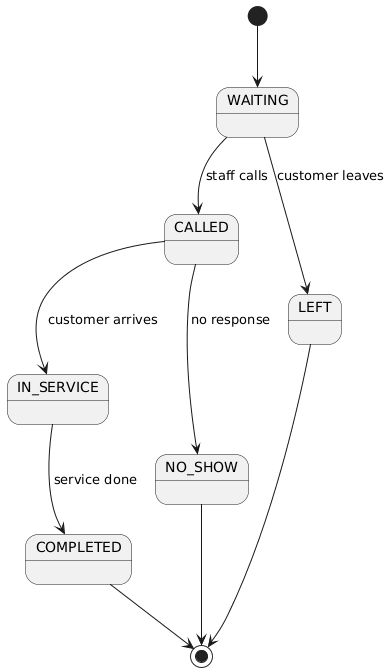 WAITING
staff calls
customer leaves
CALLED
LEFT
customer arrives
no response
IN_SERVICE
NO_SHOW
service done
COMPLETED